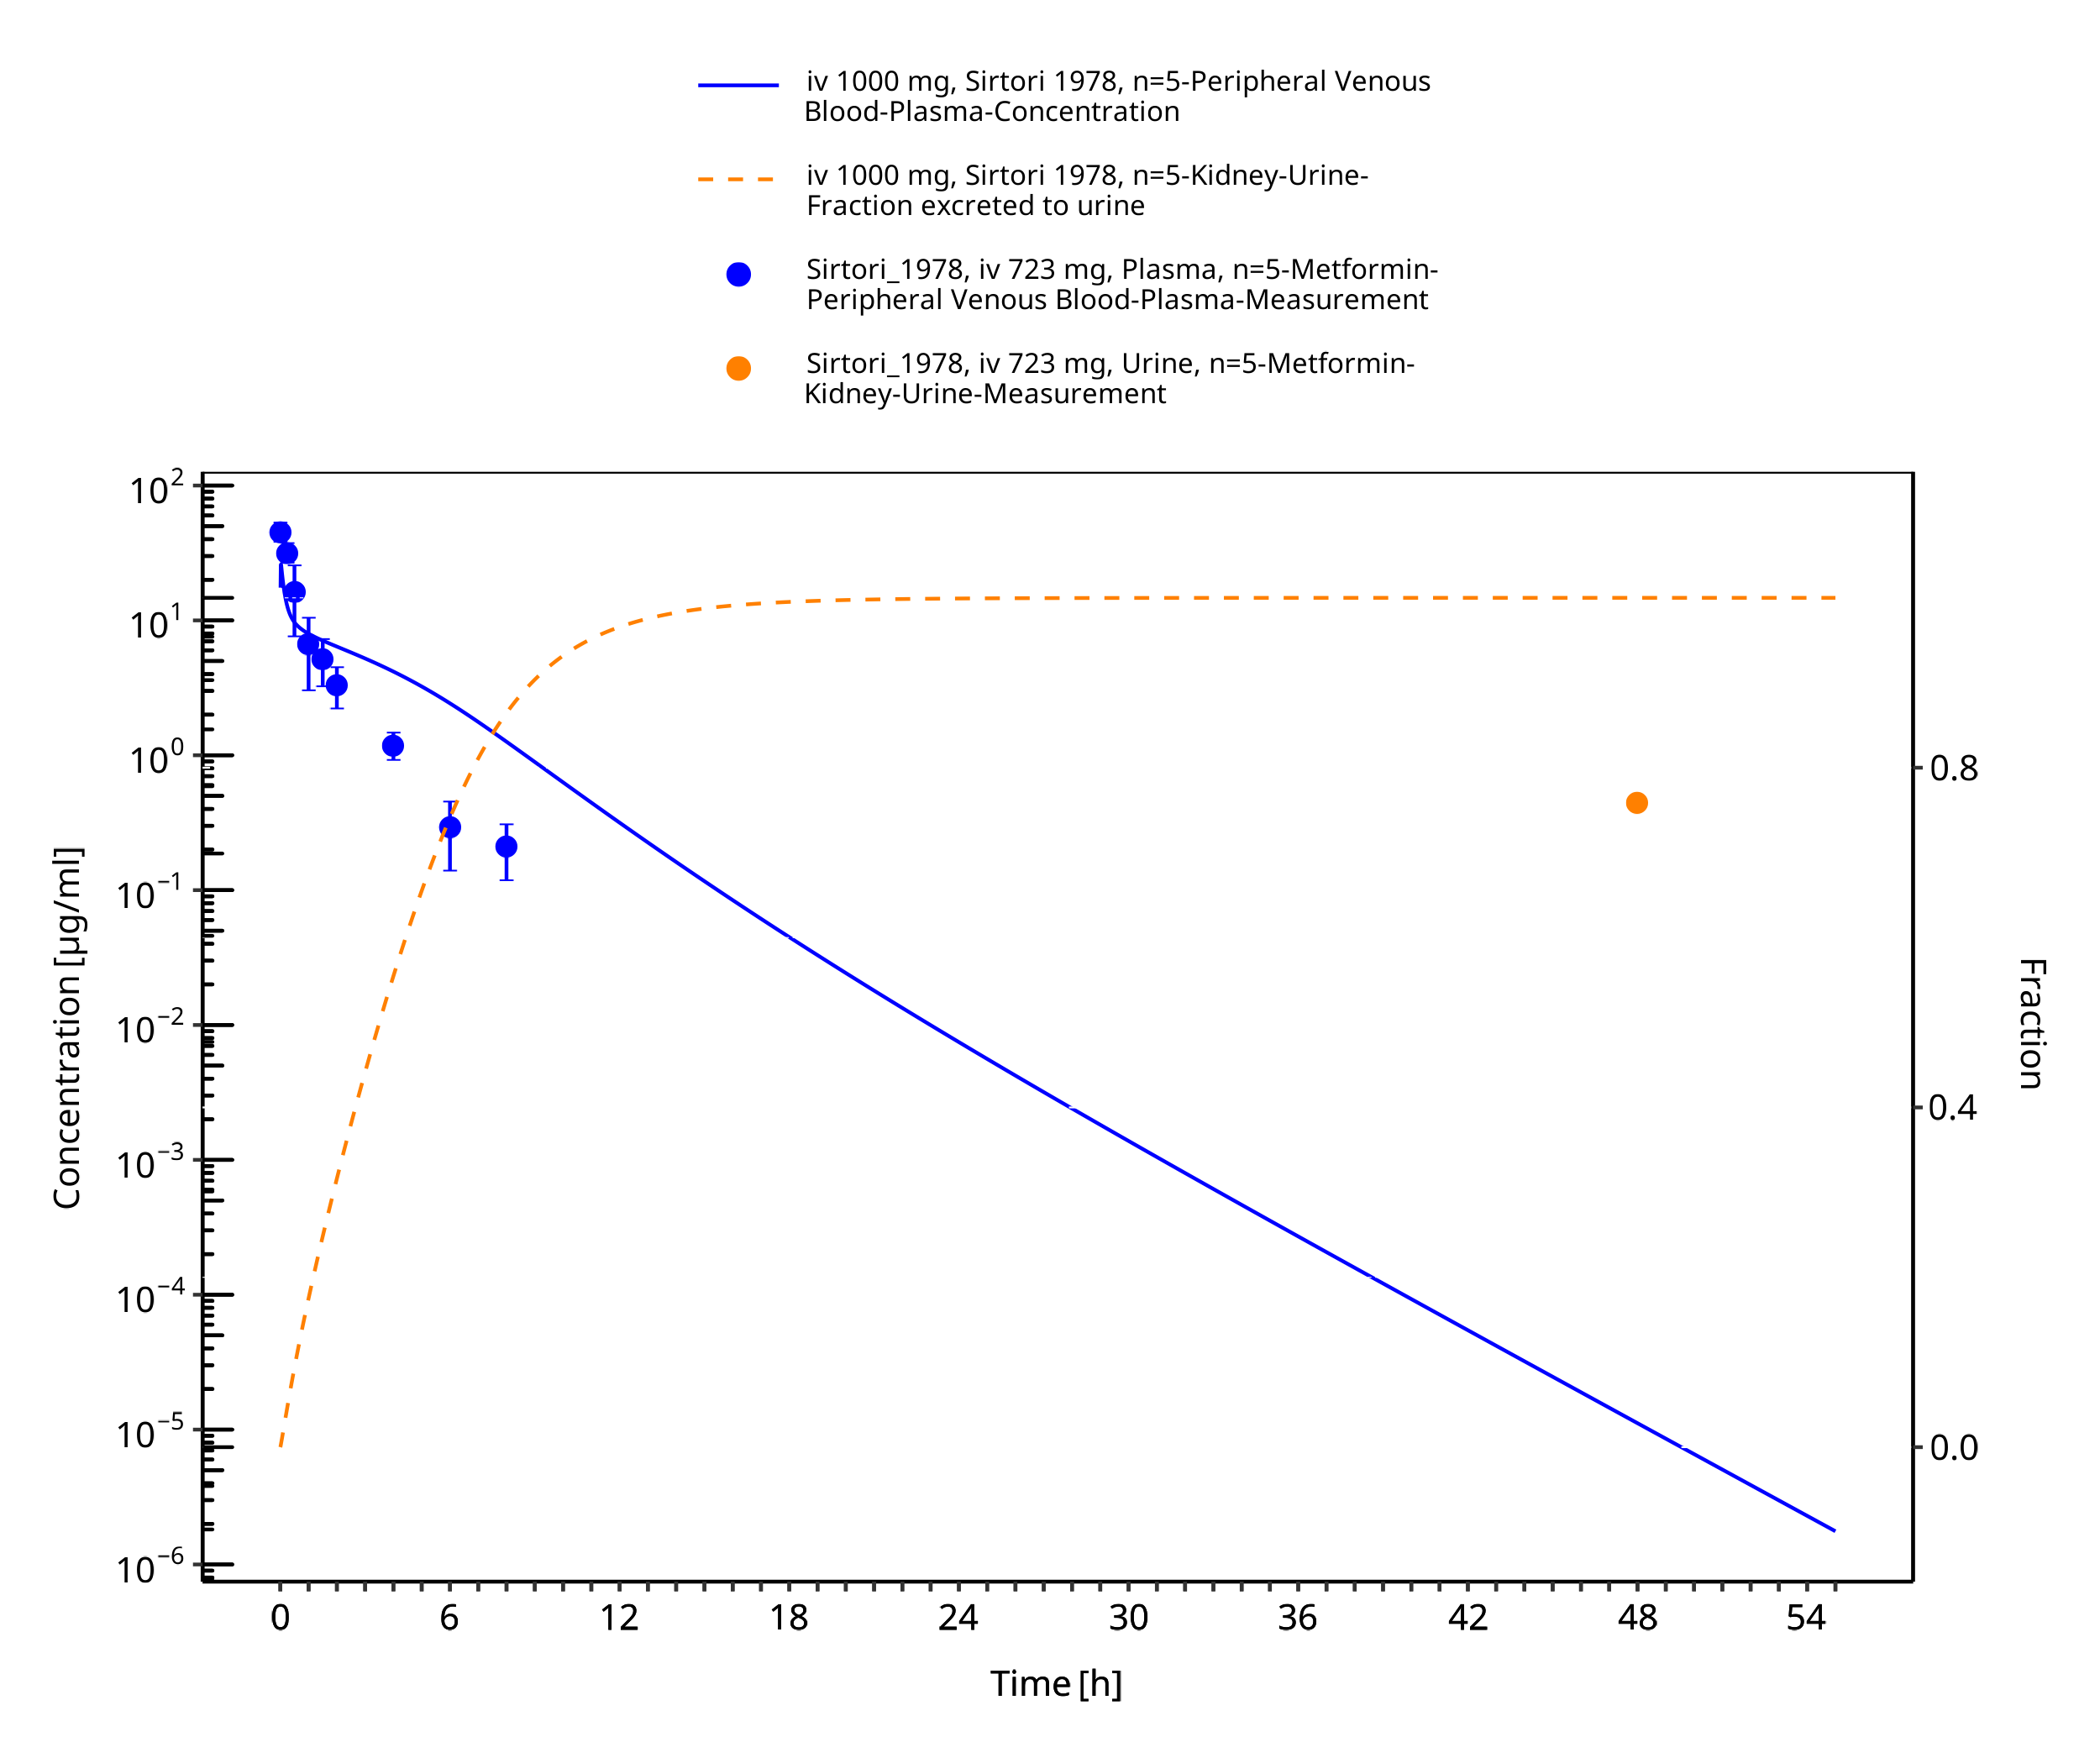 iv 1000 mg, Sirtori 1978, n=5-Peripheral Venous
Blood-Plasma-Concentration
iv 1000 mg, Sirtori 1978, n=5-Kidney-Urine-
Fraction excreted to urine
Sirtori_1978, iv 723 mg, Plasma, n=5-Metformin-
Peripheral Venous Blood-Plasma-Measurement
Sirtori_1978, iv 723 mg, Urine, n=5-Metformin-
Kidney-Urine-Measurement
10²
10¹
10⁰
10⁻¹
10⁻²
10⁻³
10⁻⁴
10⁻⁵
10⁻⁶
Concentration [µg/ml]
0.8
0.4
0.0
Fraction
0 6 12 18 24 30 36 42 48 54
Time [h]